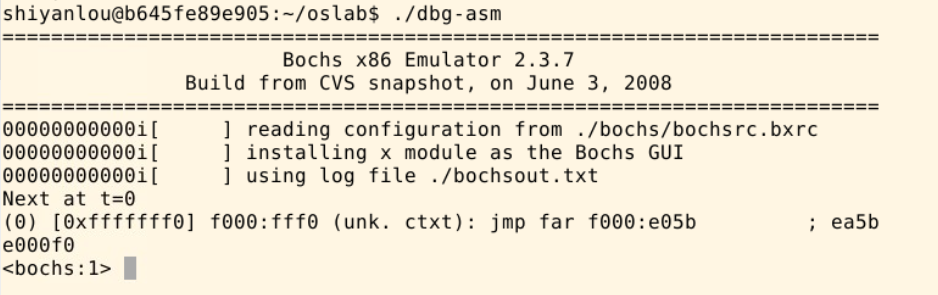 shiyanlou@b645fe89e905:~/oslab$ ./dbg-asm
========================================================================
                       Bochs x86 Emulator 2.3.7
               Build from CVS snapshot, on June 3, 2008
========================================================================
00000000000i[     ] reading configuration from ./bochs/bochsrc.bxrc
00000000000i[     ] installing x module as the Bochs GUI
00000000000i[     ] using log file ./bochsout.txt
Next at t=0
(0) [0xfffffff0] f000:fff0 (unk. ctxt): jmp far f000:e05b         ; ea5b
e000f0
<bochs:1>